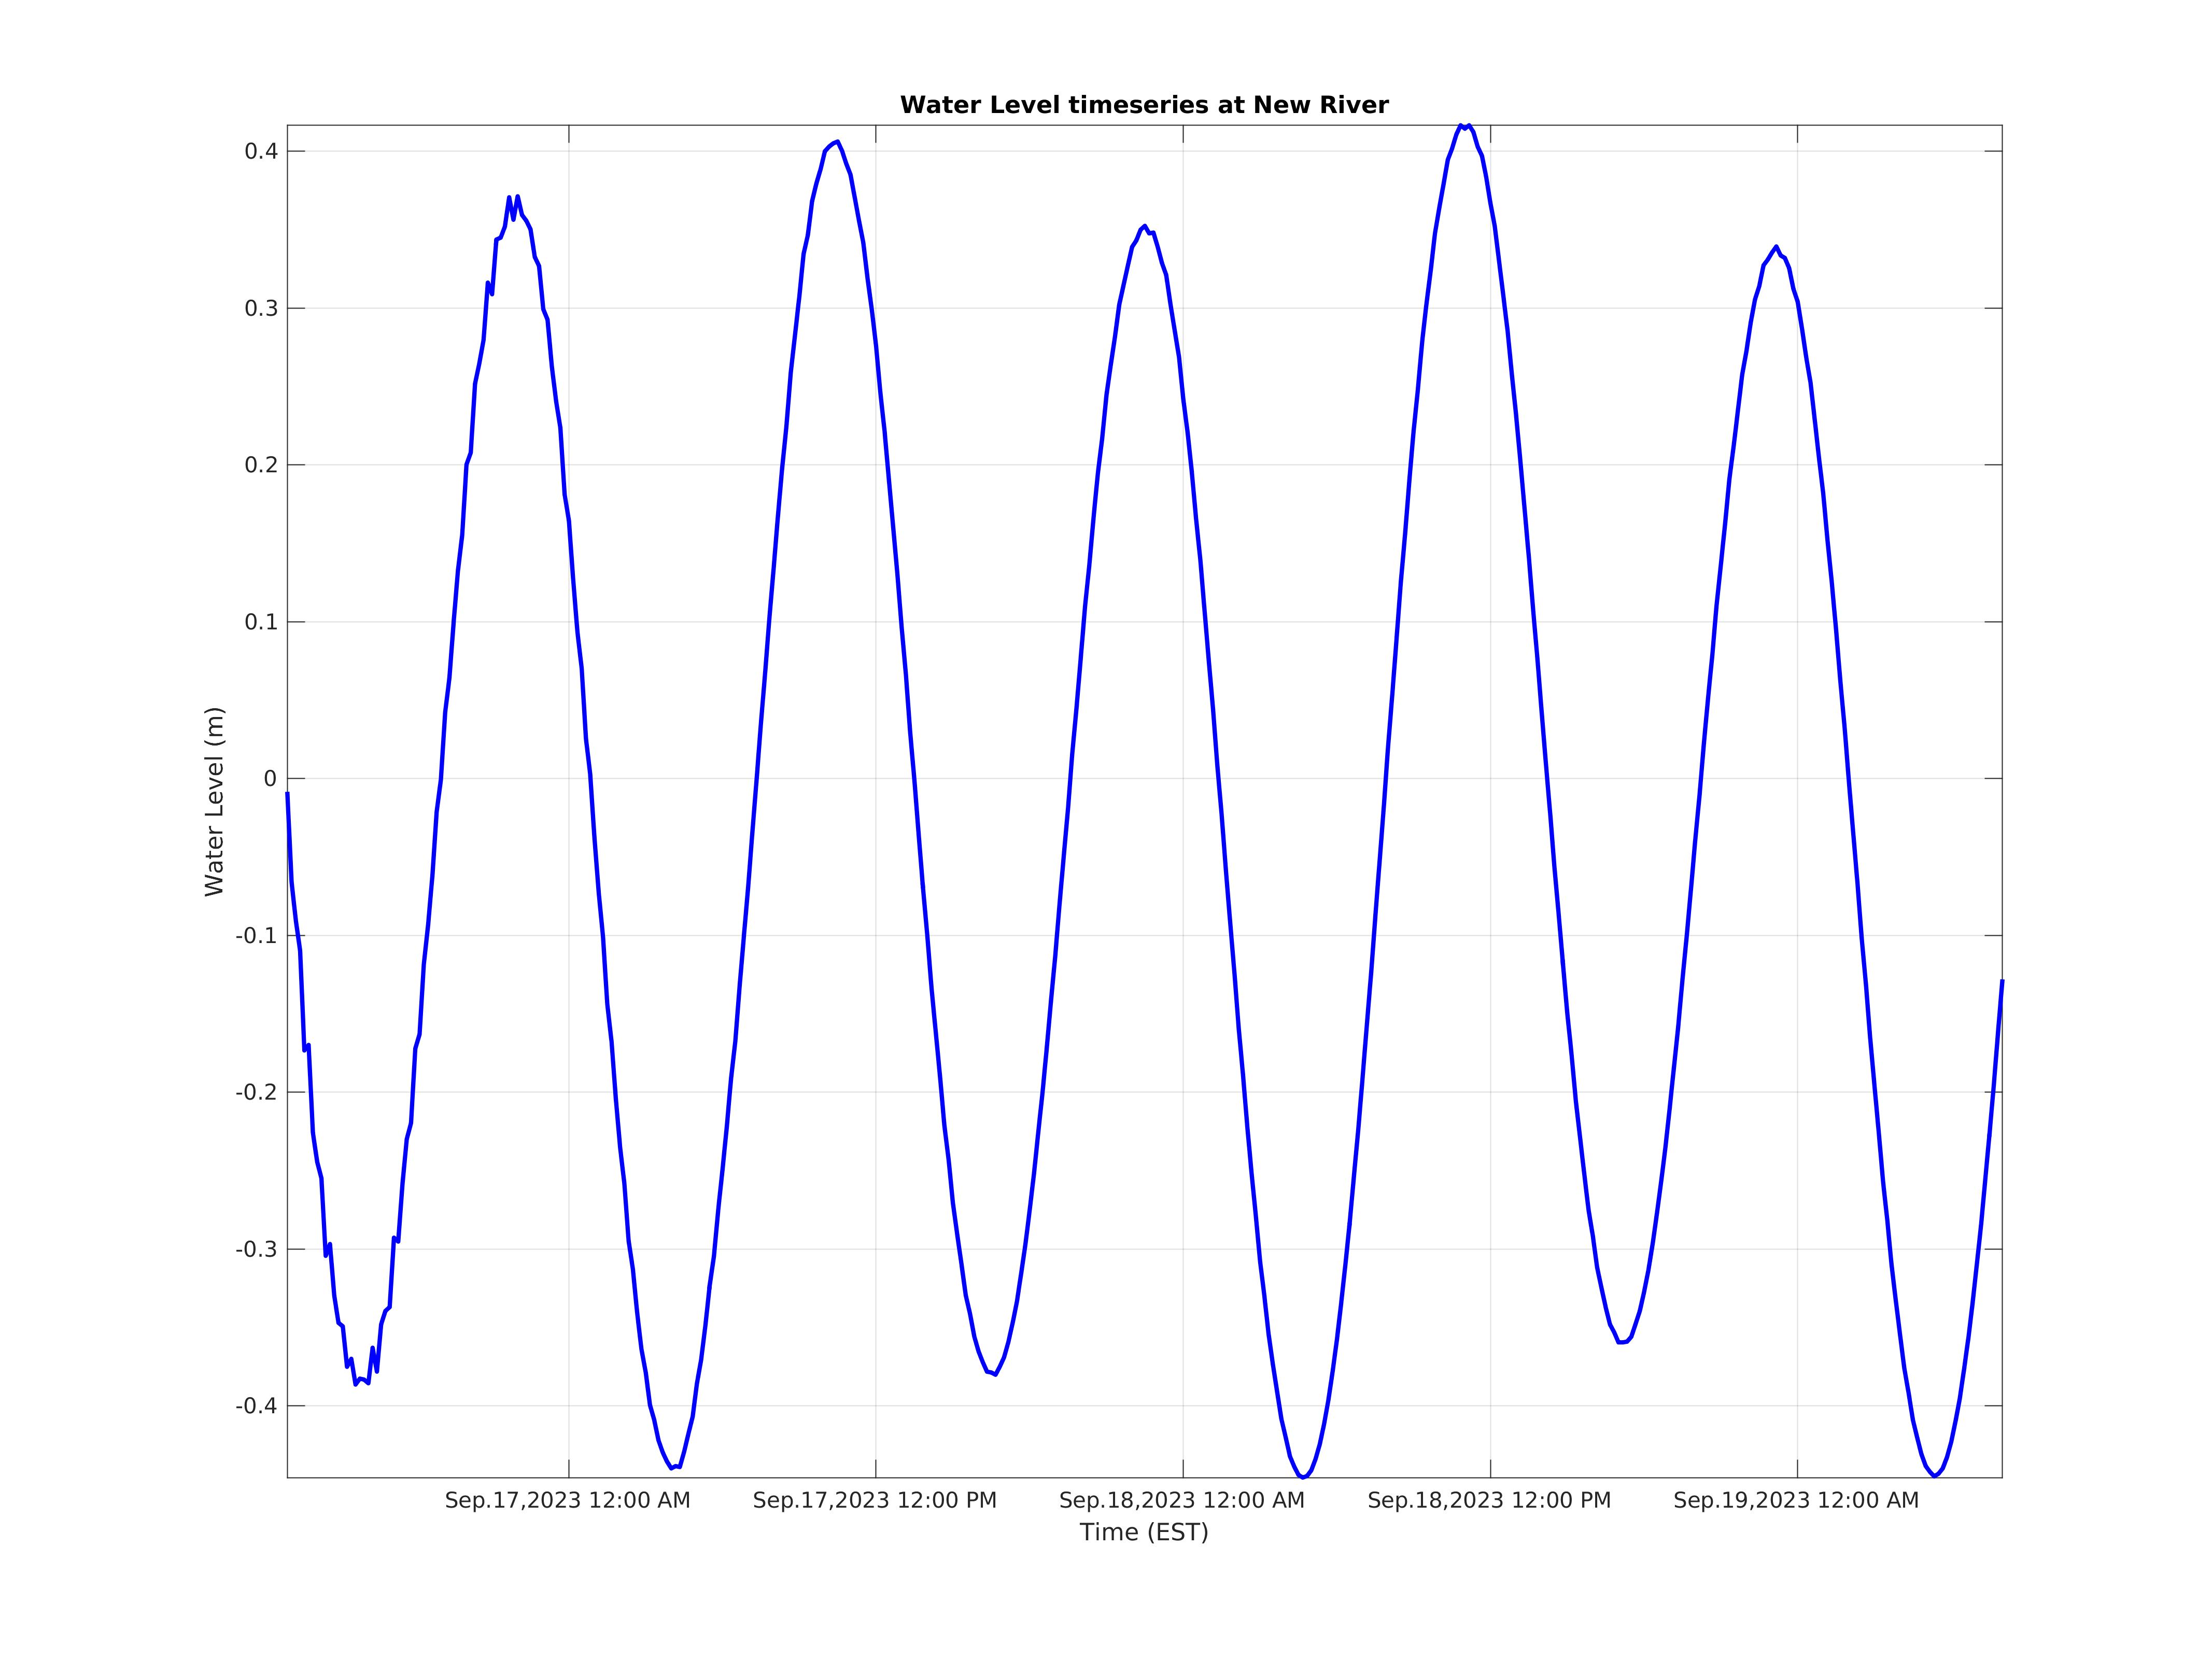 Water Level timeseries at New River
0.4
0.3
0.2
0.1
0
-0.1
-0.2
-0.3
-0.4
Water Level (m)
Sep.17,2023 12:00 AM
Sep.17,2023 12:00 PM
Sep.18,2023 12:00 AM
Sep.18,2023 12:00 PM
Sep.19,2023 12:00 AM
Time (EST)